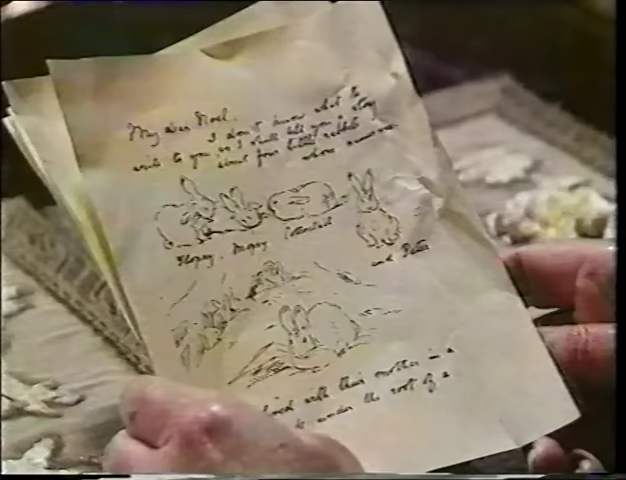 My dear Noel,
I don't know what to
write to you so I shall tell you a story
about four little rabbits
whose names were
Flopsy, Mopsy Cottontail
and Peter
lived with their mother in a
under the root of a